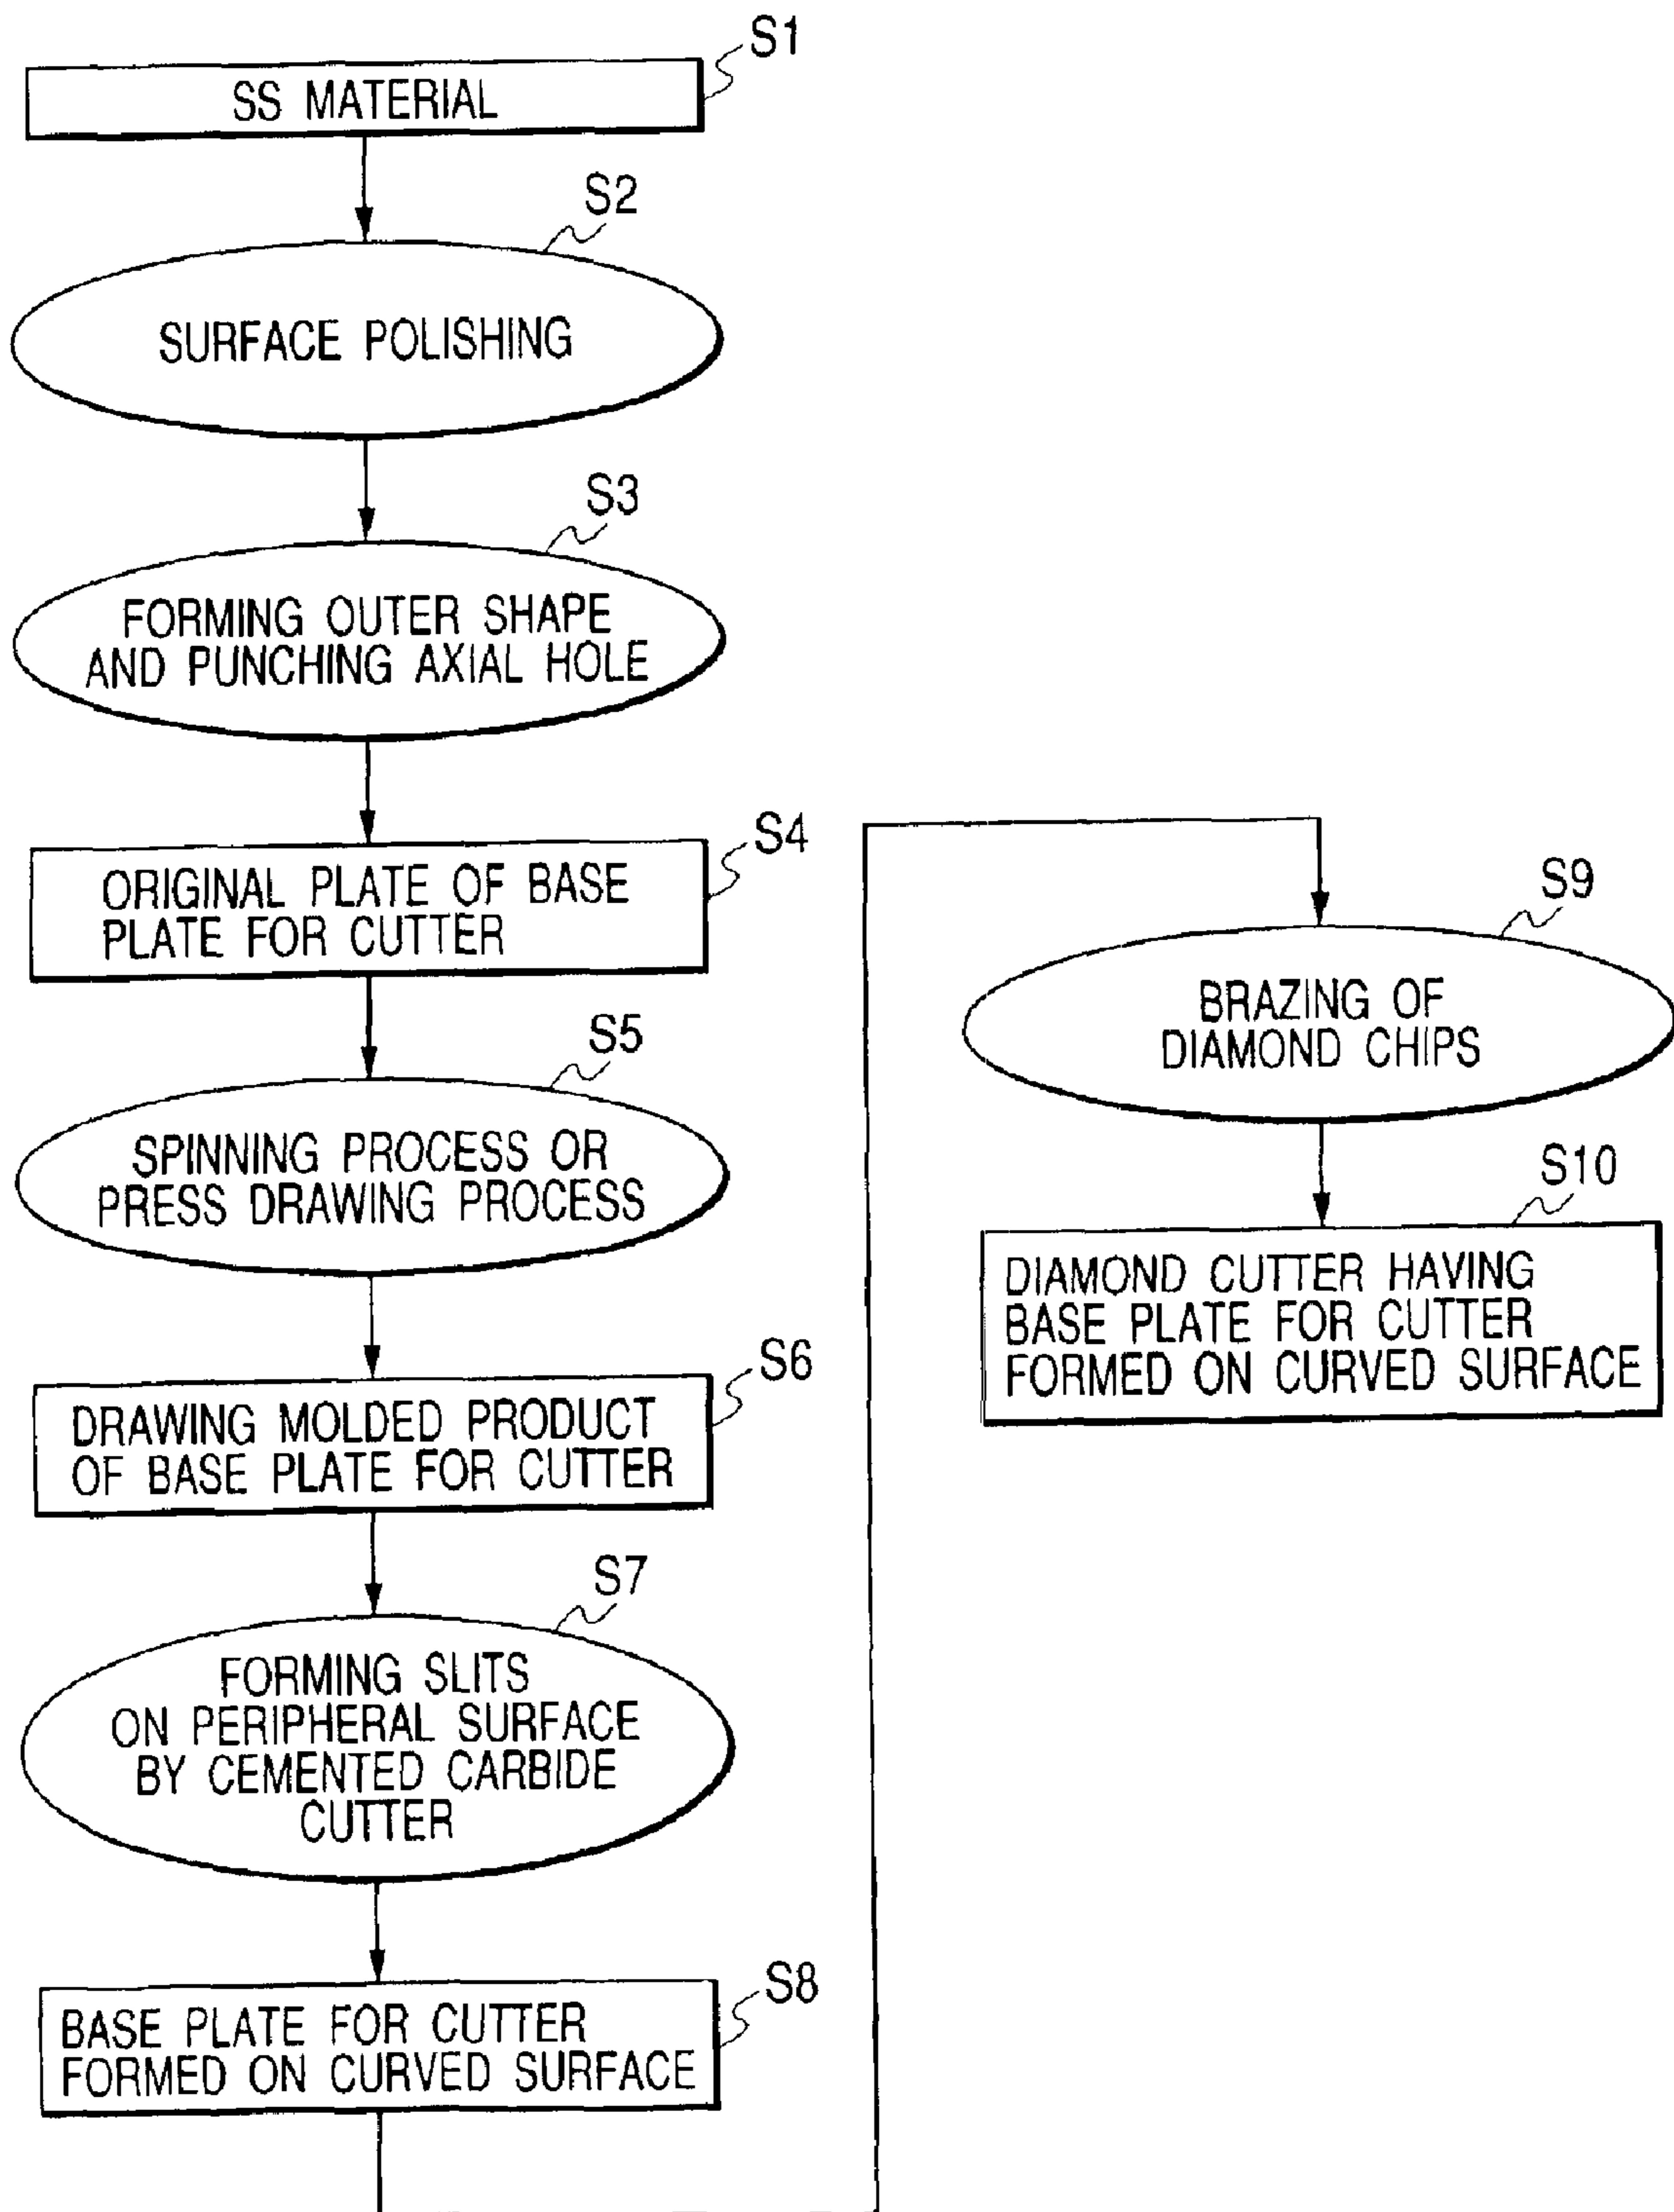 S1
SS MATERIAL
S2
SURFACE POLISHING
S3
FORMING OUTER SHAPE
AND PUNCHING AXIAL HOLE
S4
ORIGINAL PLATE OF BASE
PLATE FOR CUTTER
S5
SPINNING PROCESS OR
PRESS DRAWING PROCESS
S6
DRAWING MOLDED PRODUCT
OF BASE PLATE FOR CUTTER
S7
FORMING SLITS
ON PERIPHERAL SURFACE
BY CEMENTED CARBIDE
CUTTER
S8
BASE PLATE FOR CUTTER
FORMED ON CURVED SURFACE
S9
BRAZING OF
DIAMOND CHIPS
S10
DIAMOND CUTTER HAVING
BASE PLATE FOR CUTTER
FORMED ON CURVED SURFACE